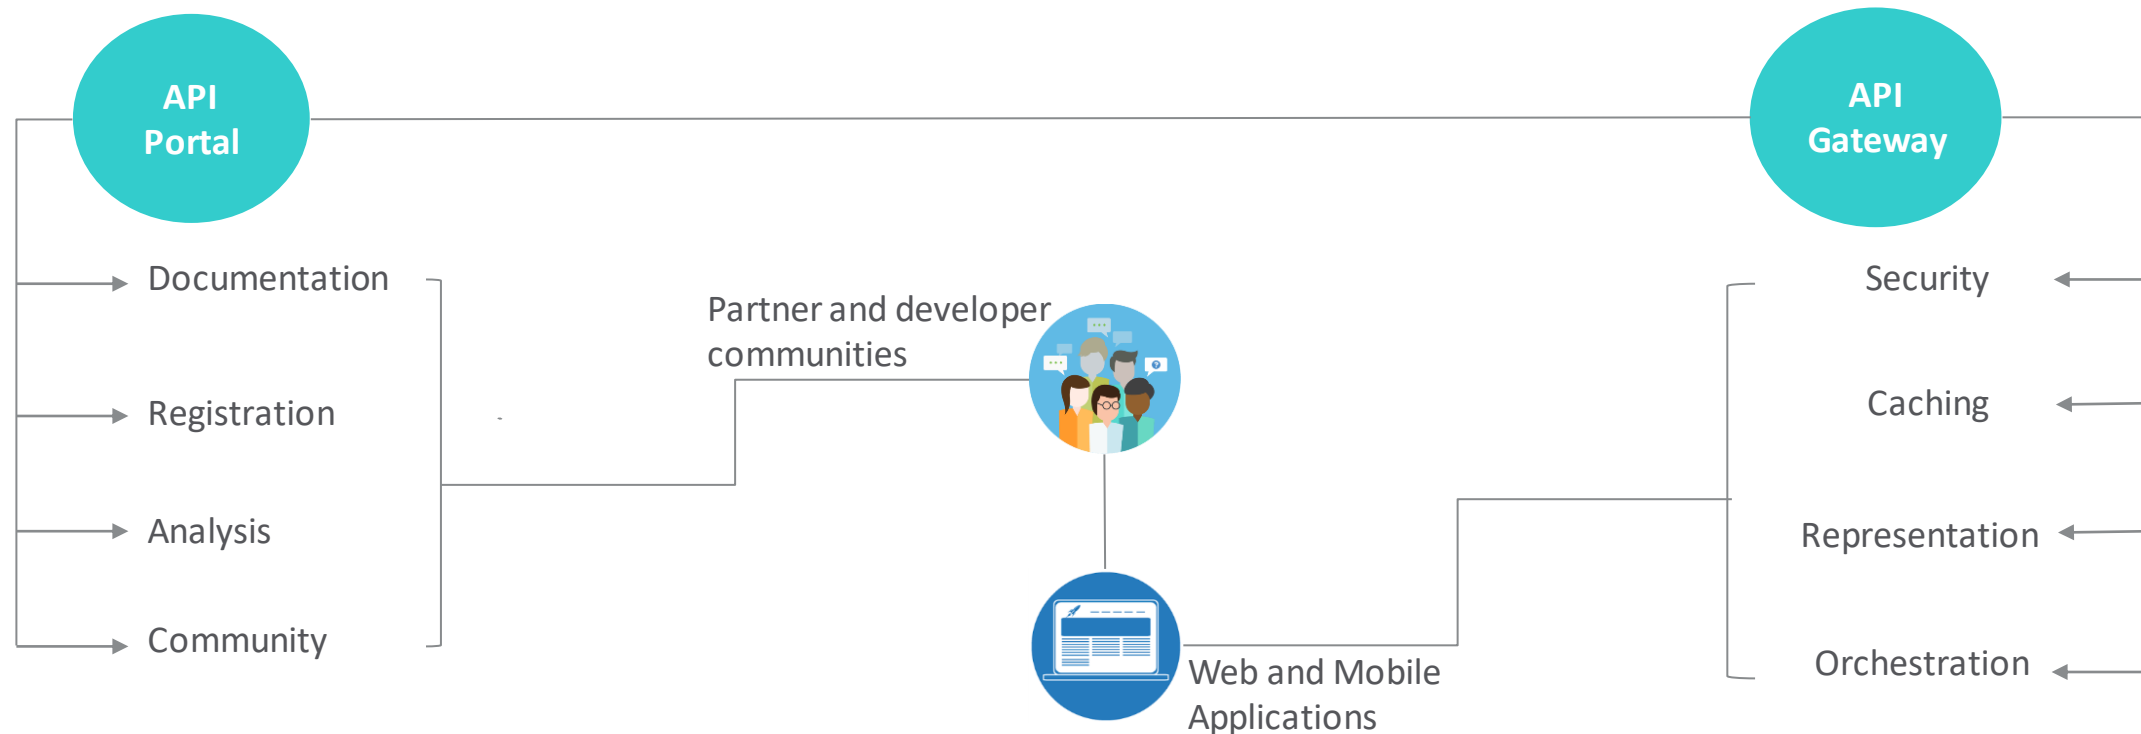 API
Portal
API
Gateway
Documentation
Registration
Analysis
Community
Partner and developer
communities
Web and Mobile
Applications
Security
Caching
Representation
Orchestration